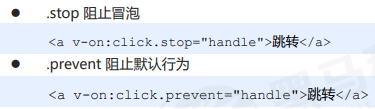 ● .stop 阻止冒泡
<a v-on:click.stop="handle">跳转</a>
● .prevent 阻止默认行为
<a v-on:click.prevent="handle">跳转</a>